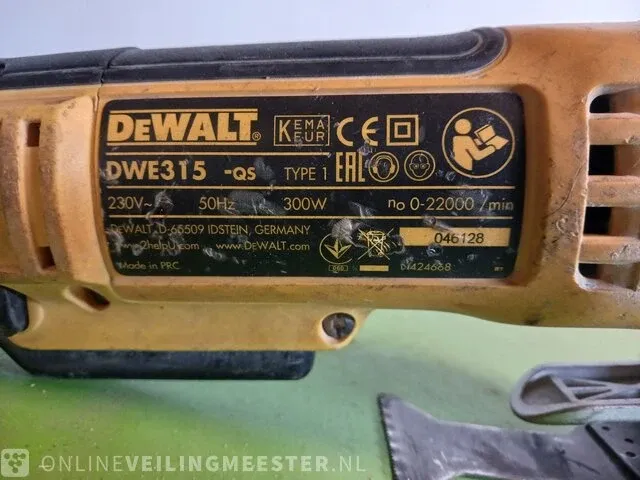 DEWALT®
KEMA KEUR CE
DWE315 -QS TYPE 1 EAC
230V~ 50Hz 300W no 0-22000 /min
DeWALT, D-65509 IDSTEIN, GERMANY
www.2helpU.com www.DeWALT.com 046128
Made in PRC N424668
ONLINEVEILINGMEESTER.NL